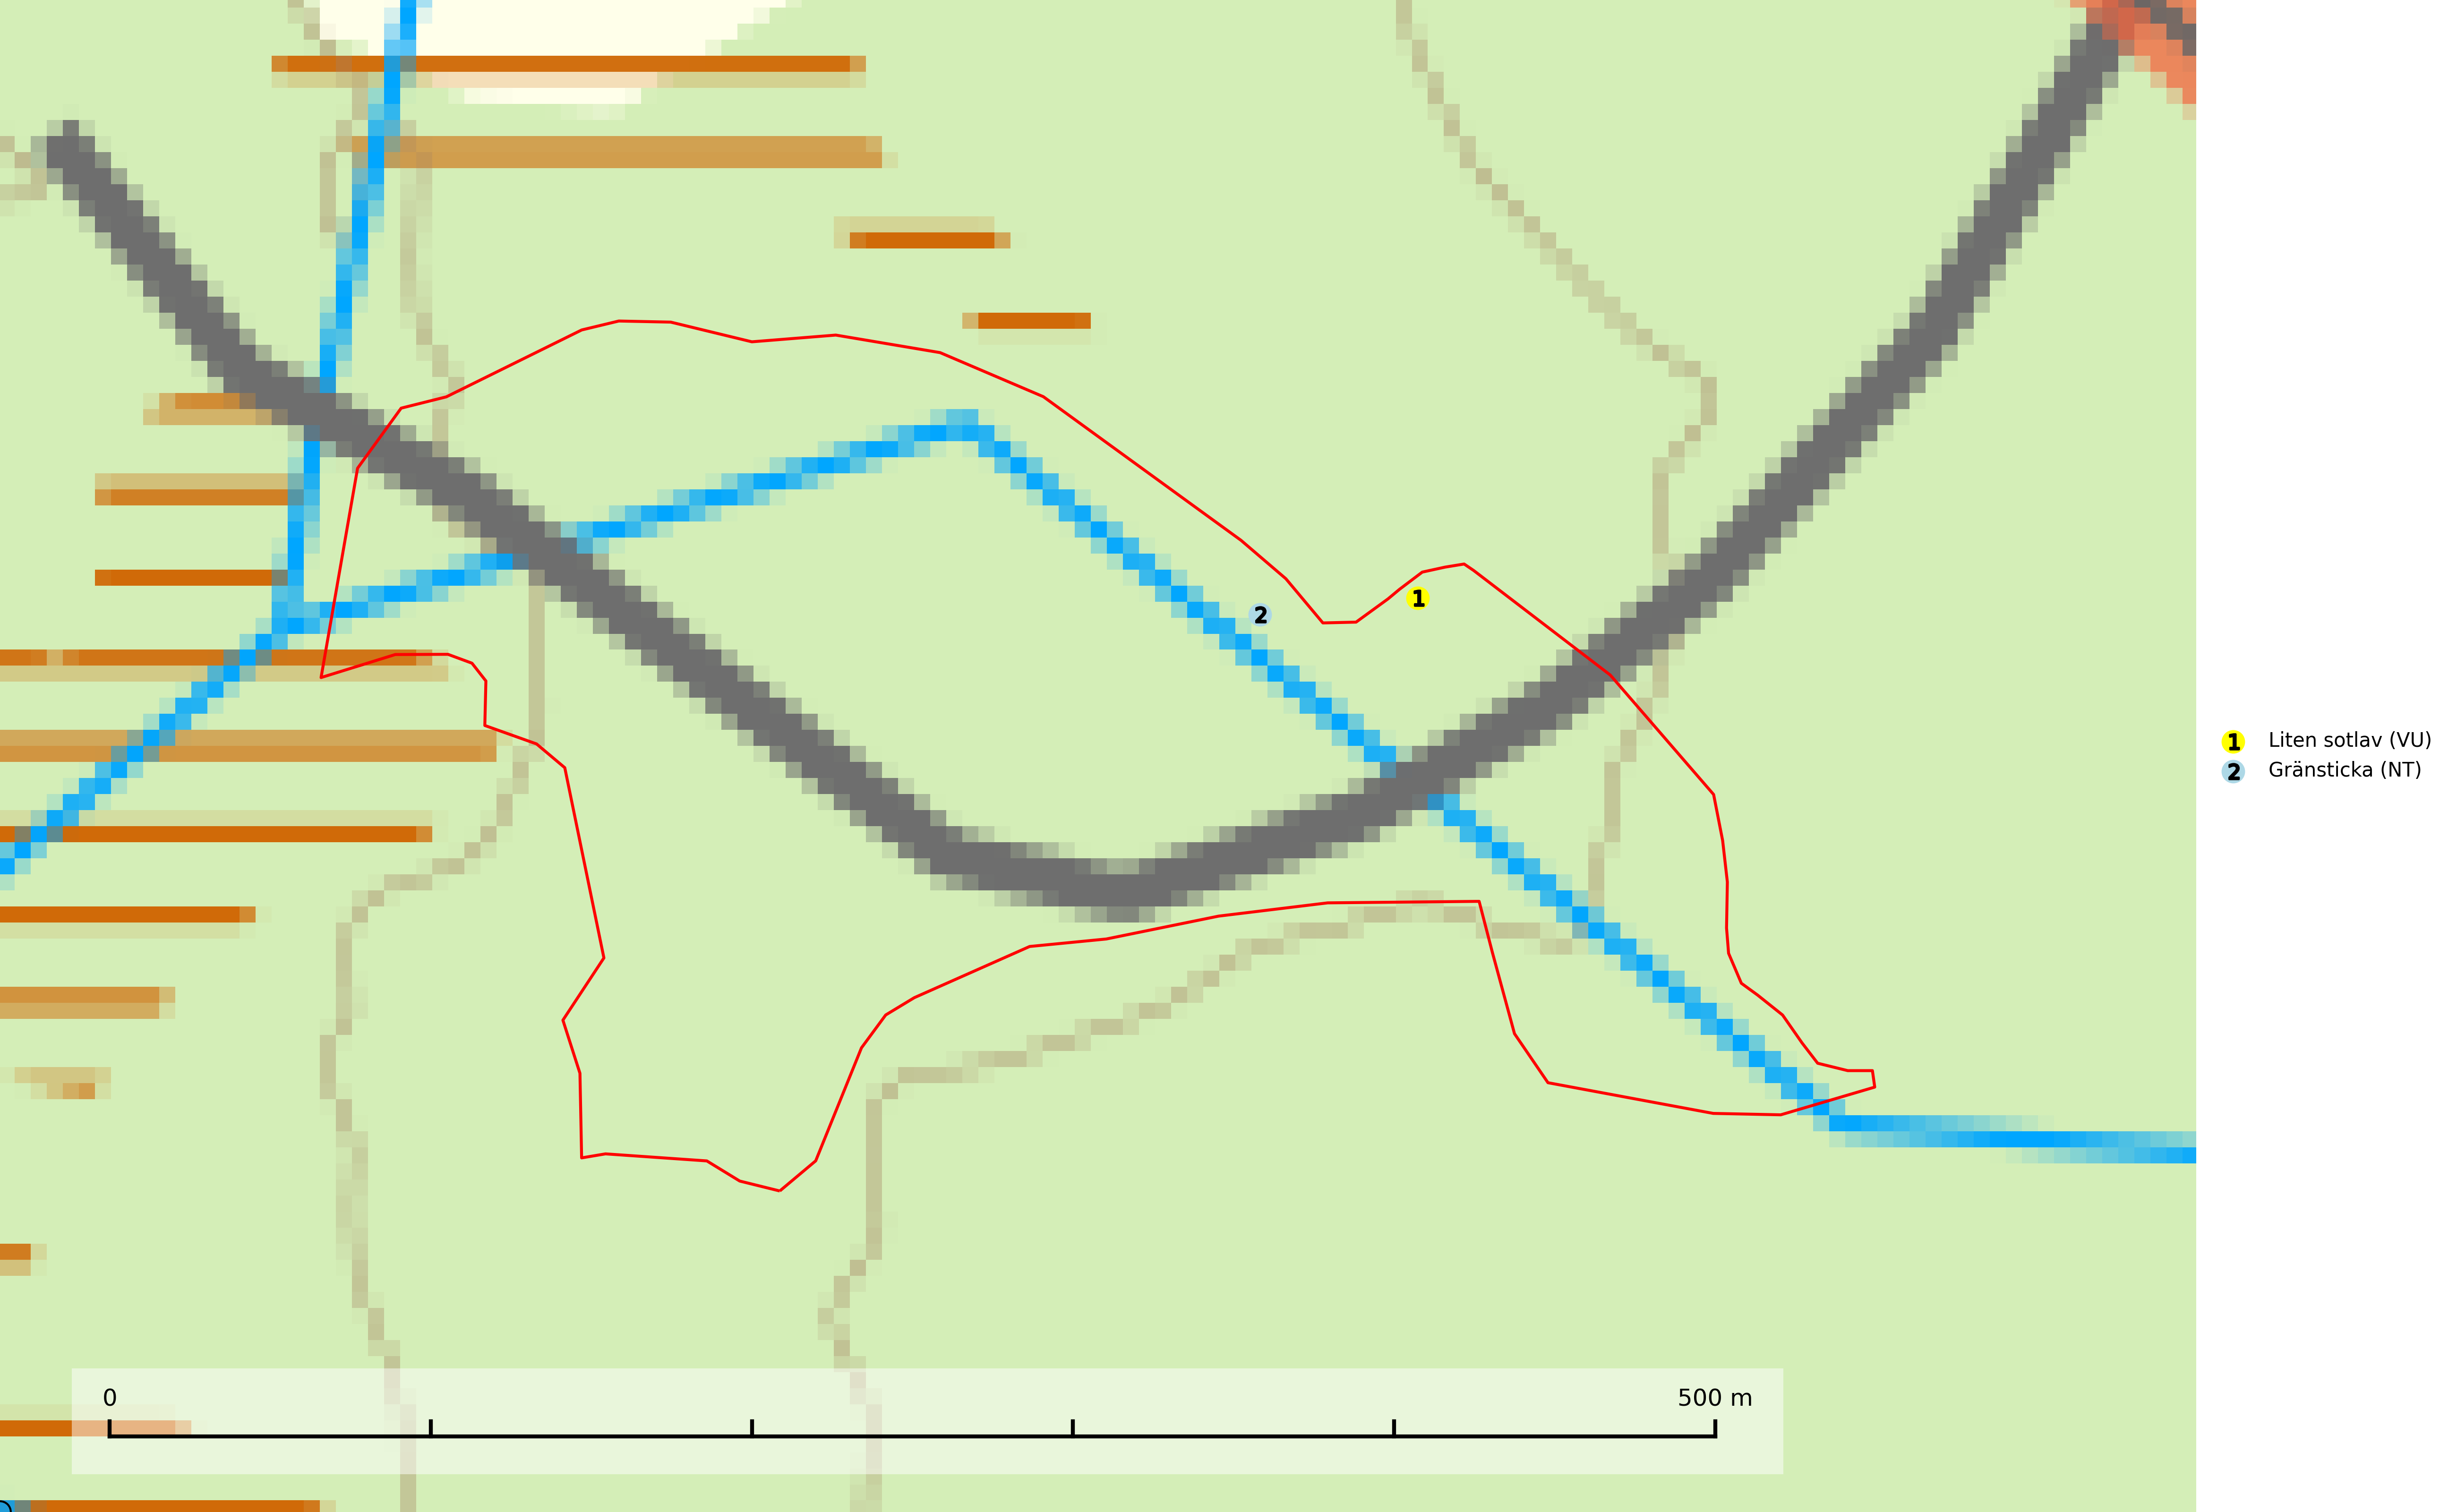 2
1
1 Liten sotlav (VU)
2 Gränsticka (NT)
0 500 m